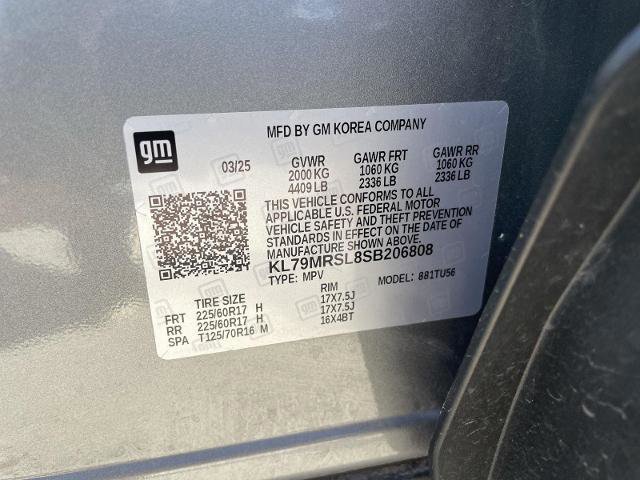 gm
MFD BY GM KOREA COMPANY
03/25 GVWR GAWR FRT GAWR RR
2000 KG 1060 KG 1060 KG
4409 LB 2336 LB 2336 LB
THIS VEHICLE CONFORMS TO ALL
APPLICABLE U.S. FEDERAL MOTOR
VEHICLE SAFETY AND THEFT PREVENTION
STANDARDS IN EFFECT ON THE DATE OF
MANUFACTURE SHOWN ABOVE.
KL79MRSL8SB206808
TYPE: MPV MODEL: 881TU56
TIRE SIZE RIM
FRT 225/60R17 H 17X7.5J
RR 225/60R17 H 17X7.5J
SPA T125/70R16 M 16X4BT